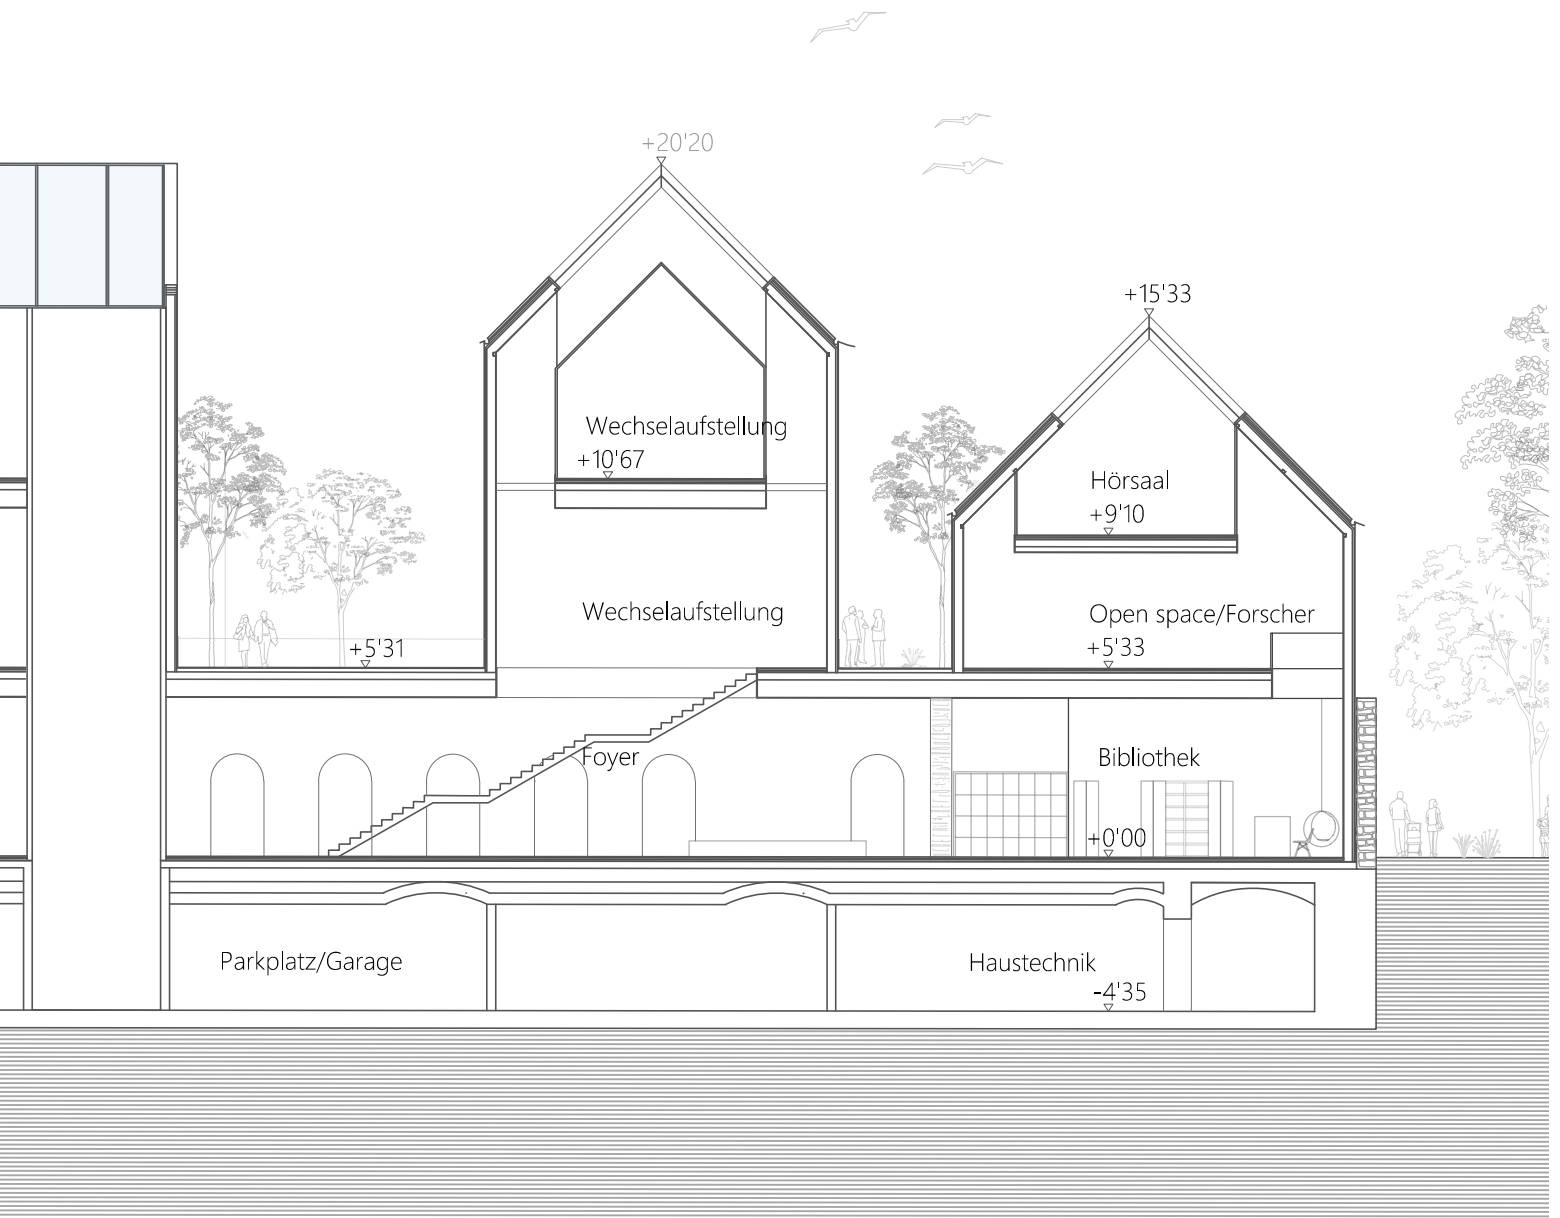 +20'20
+15'33
Wechselaufstellung
+10'67
Hörsaal
+9'10
Wechselaufstellung
Open space/Forscher
+5'31
+5'33
Foyer
Bibliothek
+0'00
Parkplatz/Garage
Haustechnik
-4'35